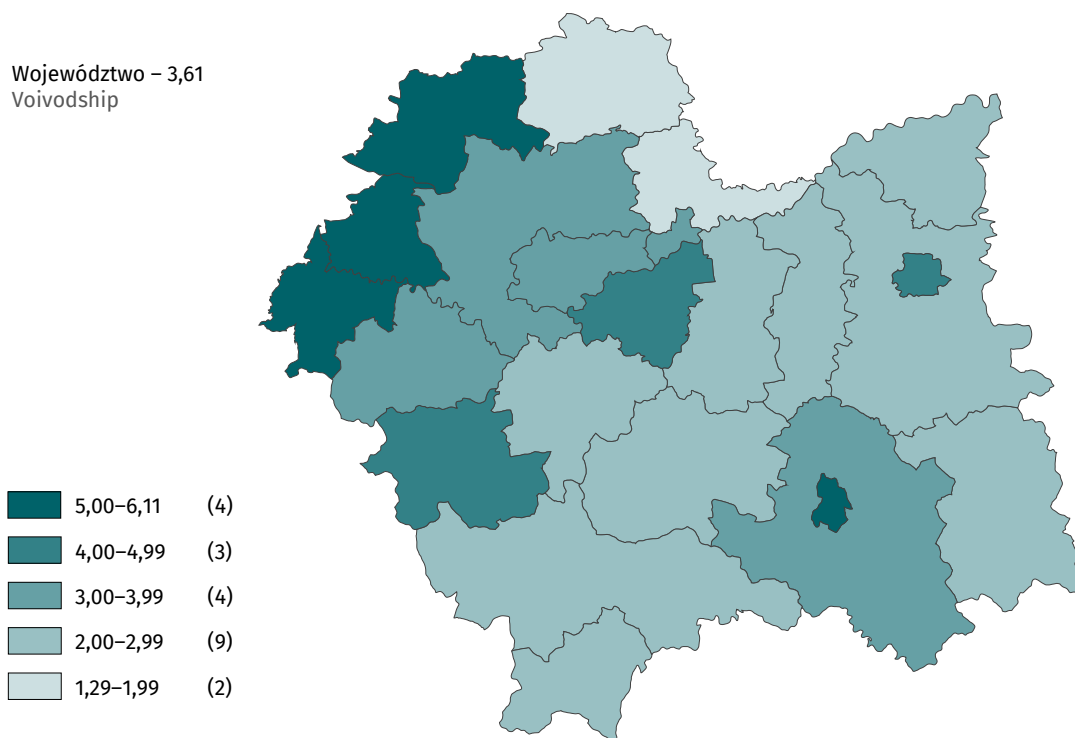 Województwo – 3,61
Voivodship
5,00–6,11 (4)
4,00–4,99 (3)
3,00–3,99 (4)
2,00–2,99 (9)
1,29–1,99 (2)